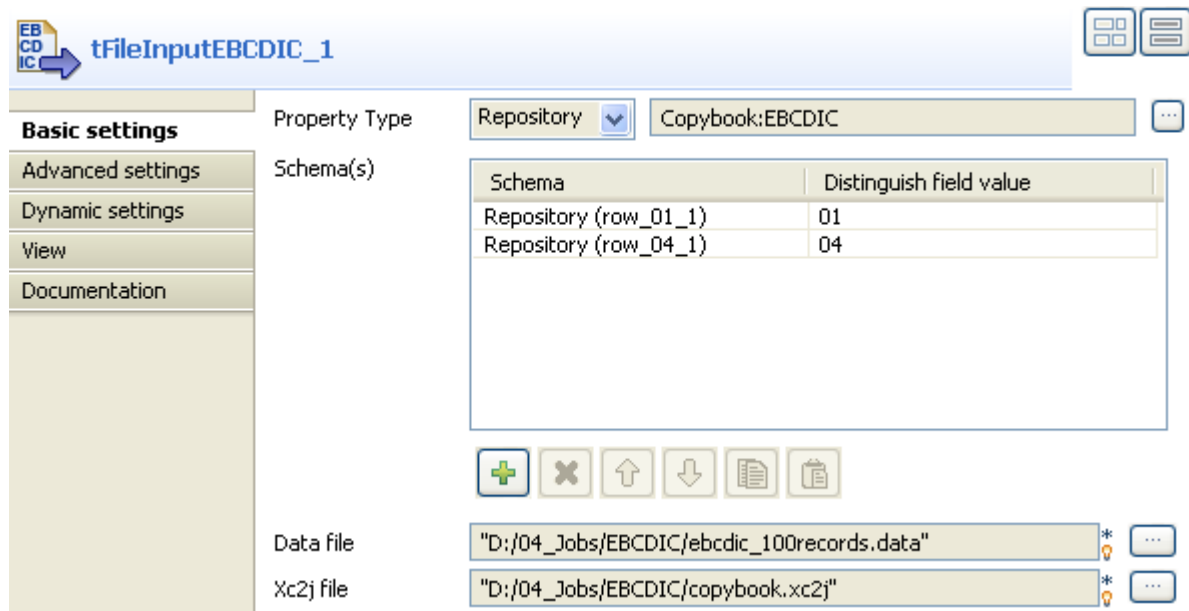 EB
CD
IC
tFileInputEBCDIC_1
Basic settings
Advanced settings
Dynamic settings
View
Documentation
Property Type
Repository
Copybook:EBCDIC
...
Schema(s)
Schema Distinguish field value
Repository (row_01_1) 01
Repository (row_04_1) 04
Data file
"D:/04_Jobs/EBCDIC/ebcdic_100records.data"
* ...
Xc2j file
"D:/04_Jobs/EBCDIC/copybook.xc2j"
* ...